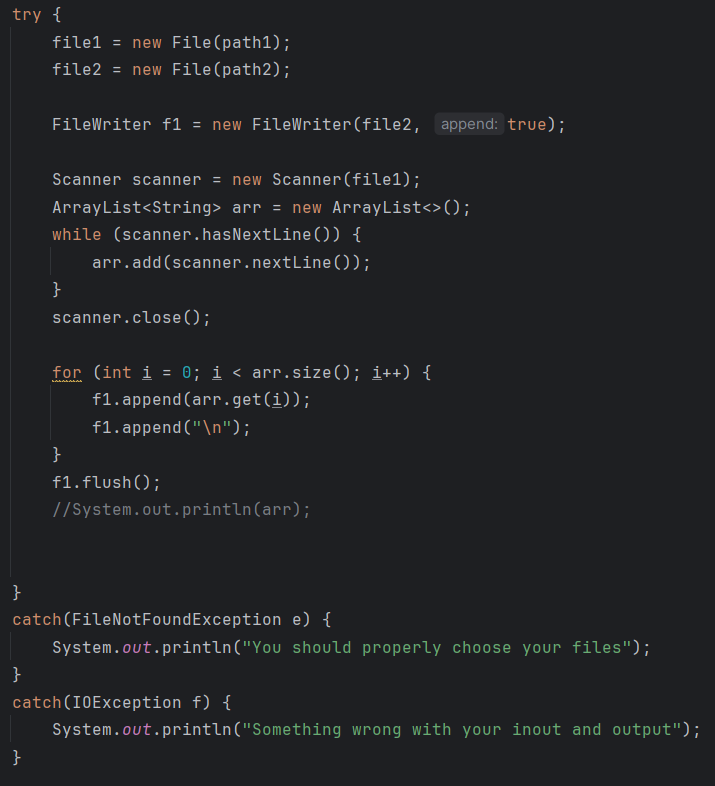 try {
    file1 = new File(path1);
    file2 = new File(path2);

    FileWriter f1 = new FileWriter(file2, append: true);

    Scanner scanner = new Scanner(file1);
    ArrayList<String> arr = new ArrayList<>();
    while (scanner.hasNextLine()) {
        arr.add(scanner.nextLine());
    }
    scanner.close();

    for (int i = 0; i < arr.size(); i++) {
        f1.append(arr.get(i));
        f1.append("\n");
    }
    f1.flush();
    //System.out.println(arr);

}
catch(FileNotFoundException e) {
    System.out.println("You should properly choose your files");
}
catch(IOException f) {
    System.out.println("Something wrong with your inout and output");
}